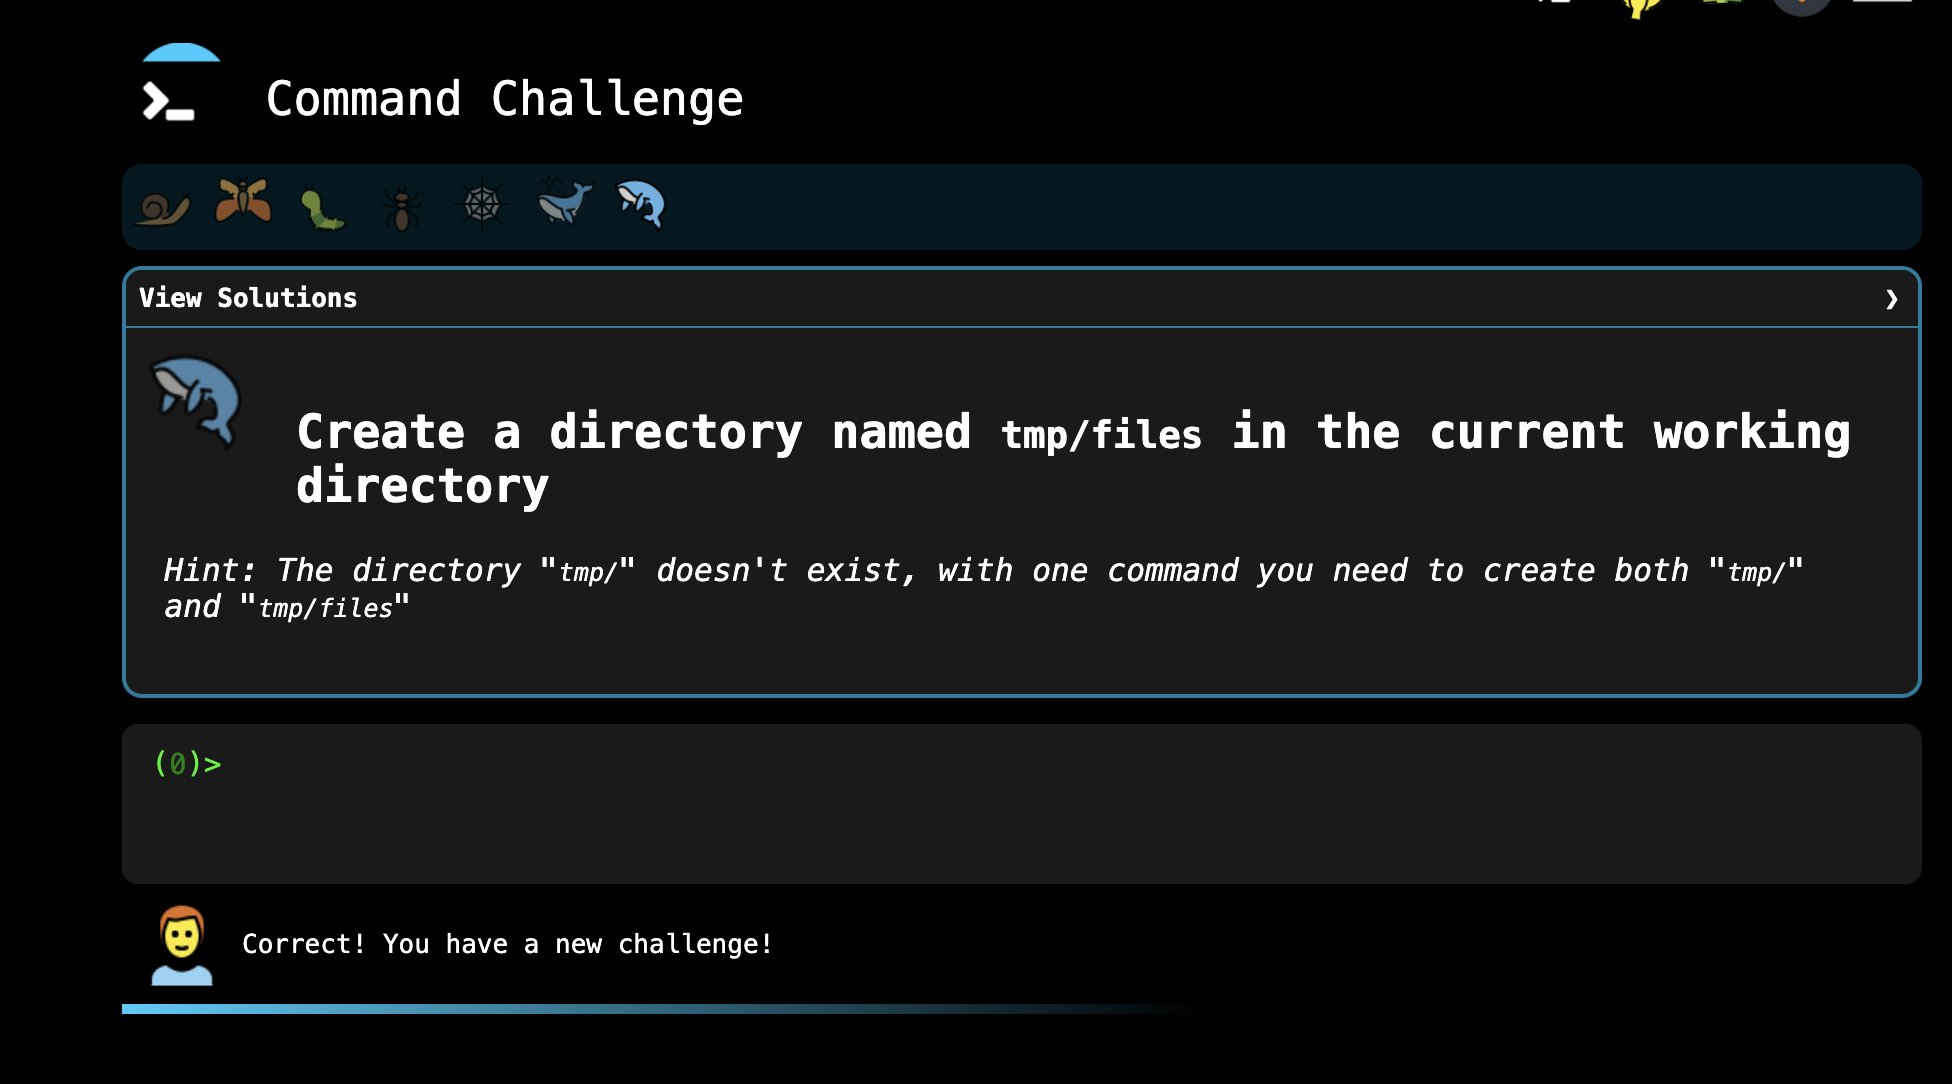 Command Challenge
View Solutions
Create a directory named tmp/files in the current working
directory
Hint: The directory "tmp/" doesn't exist, with one command you need to create both "tmp/"
and "tmp/files"
(0)>
Correct! You have a new challenge!